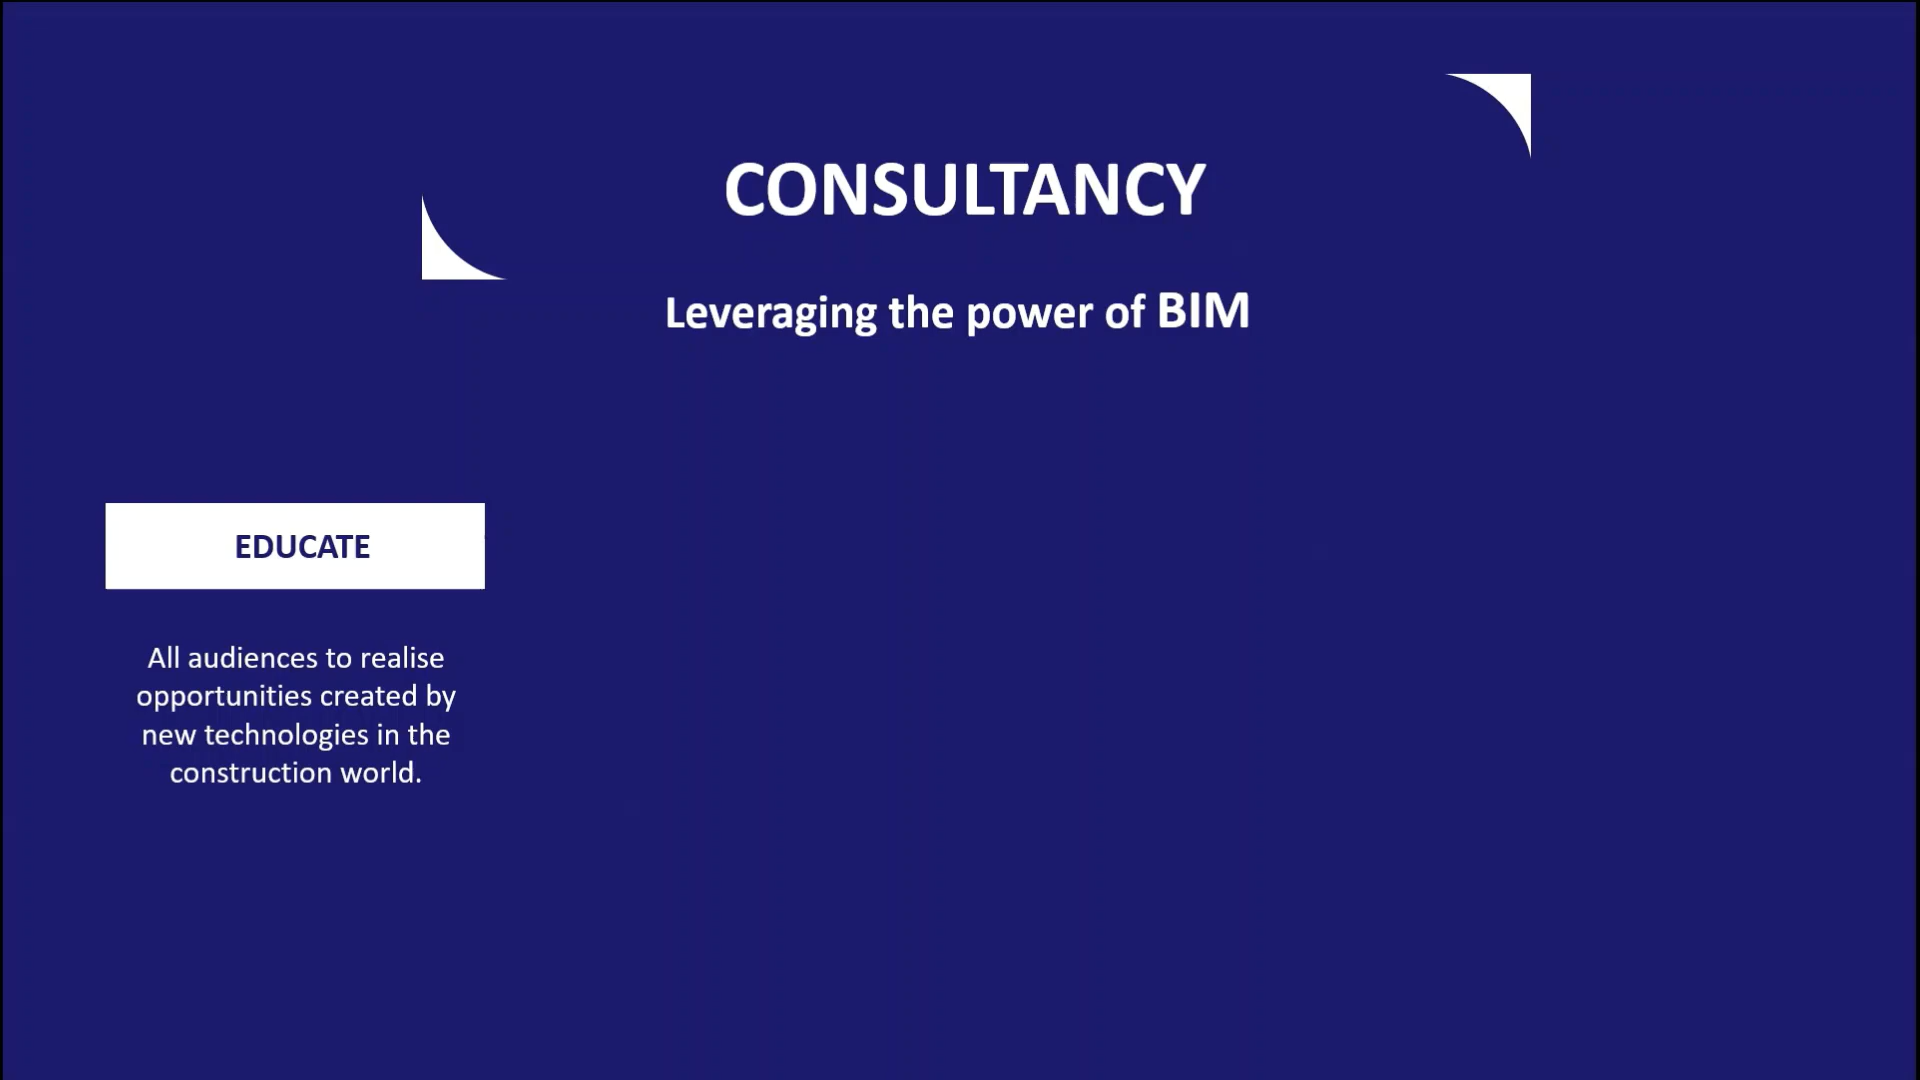 CONSULTANCY
Leveraging the power of BIM
EDUCATE
All audiences to realise
opportunities created by
new technologies in the
construction world.